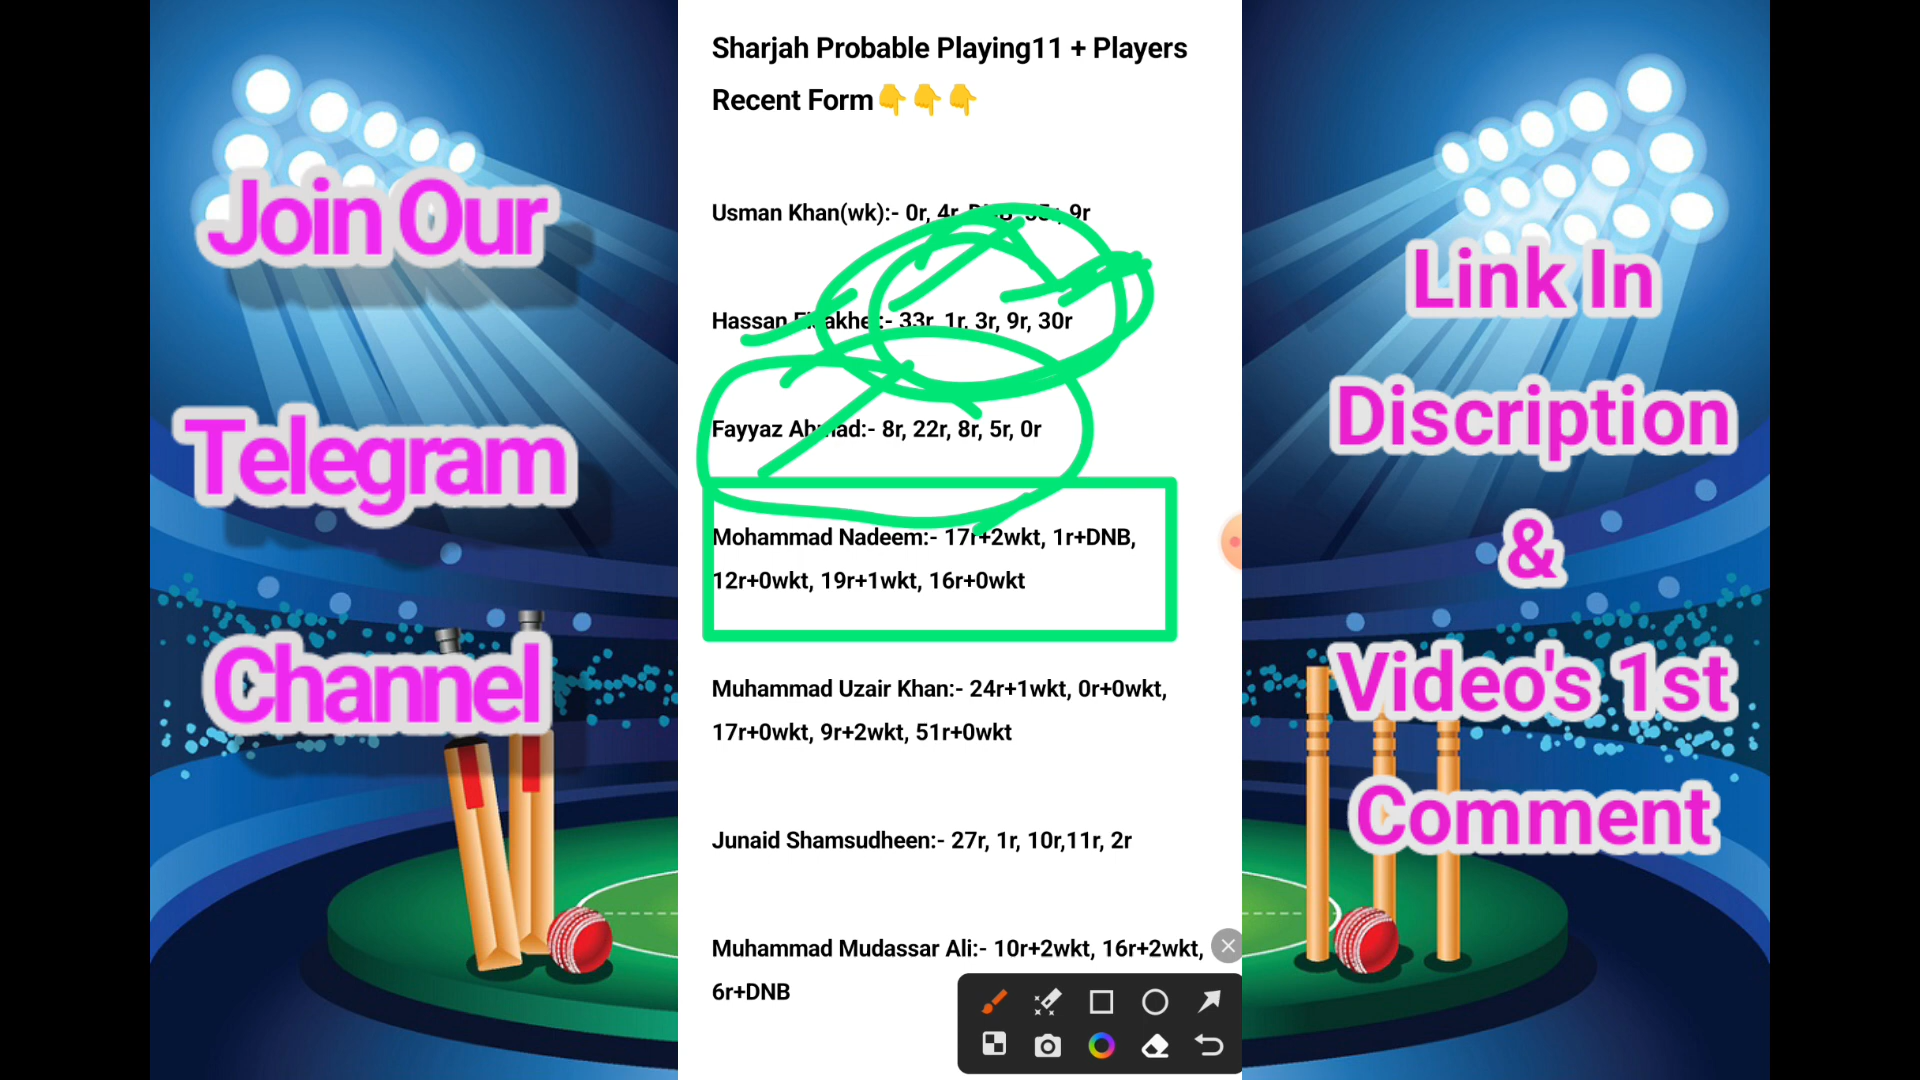 Join Our
Telegram
Channel
Sharjah Probable Playing11 + Players
Recent Form👇👇👇
Usman Khan(wk):- 0r, 4r, 9r
Hassan 33r, 1r, 3r, 9r, 30r
Fayyaz Ahmad:- 8r, 22r, 8r, 5r, 0r
Mohammad Nadeem:- 17r+2wkt, 1r+DNB,
12r+0wkt, 19r+1wkt, 16r+0wkt
Muhammad Uzair Khan:- 24r+1wkt, 0r+0wkt,
17r+0wkt, 9r+2wkt, 51r+0wkt
Junaid Shamsudheen:- 27r, 1r, 10r,11r, 2r
Muhammad Mudassar Ali:- 10r+2wkt, 16r+2wkt,
6r+DNB
Link In
Discription
&
Video's 1st
Comment